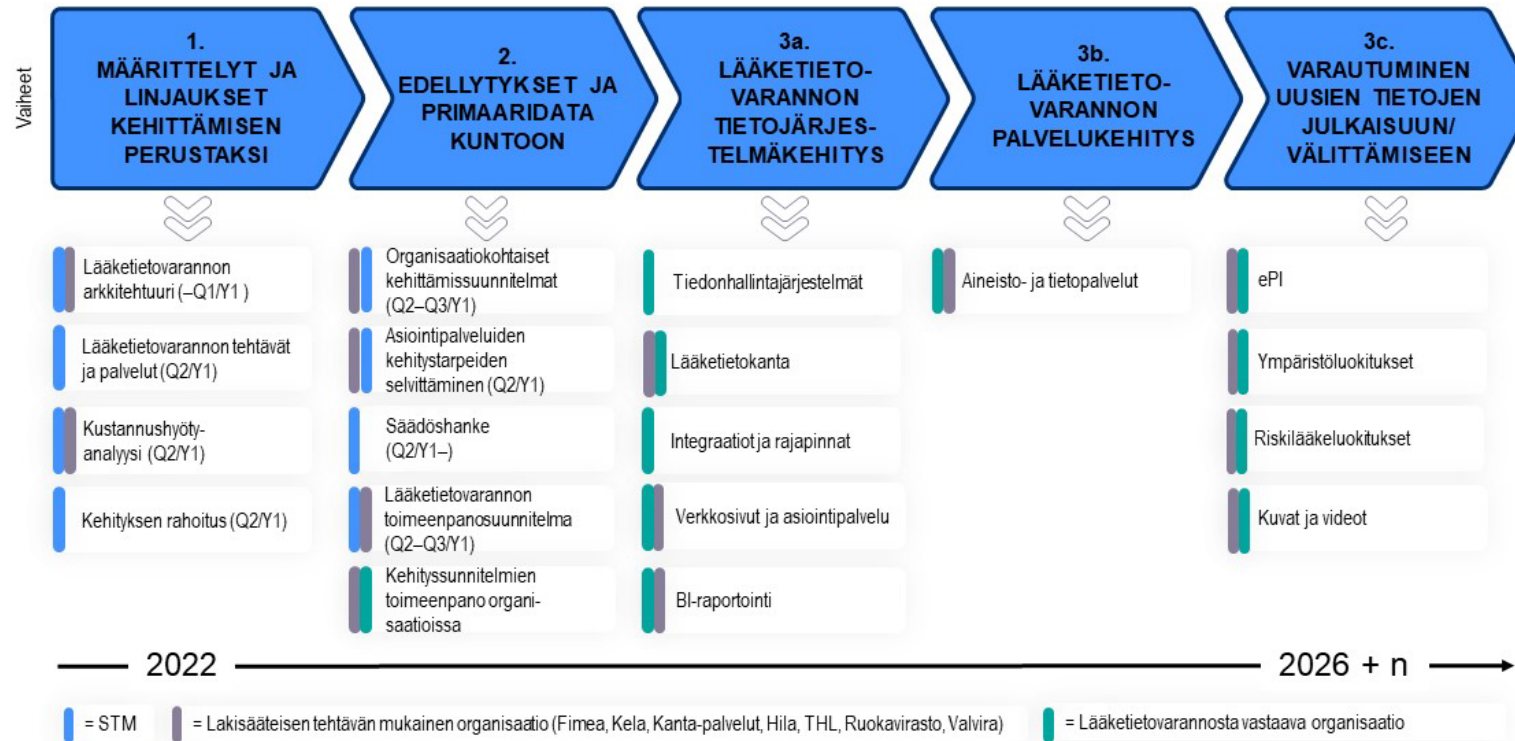 Vaiheet
1.
MÄÄRITTELYT JA
LINJAUKSET
KEHITTÄMISEN
PERUSTAKSI
2.
EDELLYTYKSET JA
PRIMAARIDATA
KUNTOON
3a.
LÄÄKETIETO-
VARANNON
TIETOJÄRJES-
TELMÄKEHITYS
3b.
LÄÄKETIETO-
VARANNON
PALVELUKEHITYS
3c.
VARAUTUMINEN
UUSIEN TIETOJEN
JULKAISUUN/
VÄLITTÄMISEEN
Lääketietovarannon
arkkitehtuuri (–Q1/Y1 )
Lääketietovarannon tehtävät
ja palvelut (Q2/Y1)
Kustannushyöty-
analyysi (Q2/Y1)
Kehityksen rahoitus (Q2/Y1)
Organisaatiokohtaiset
kehittämissuunnitelmat
(Q2–Q3/Y1)
Asiointipalveluiden
kehitystarpeiden
selvittäminen (Q2/Y1)
Säädöshanke
(Q2/Y1–)
Lääketietovarannon
toimeenpanosuunnitelma
(Q2–Q3/Y1)
Kehityssunnitelmien
toimeenpano organi-
saatioissa
Tiedonhallintajärjestelmät
Lääketietokanta
Integraatiot ja rajapinnat
Verkkosivut ja asiointipalvelu
BI-raportointi
Aineisto- ja tietopalvelut
ePI
Ympäristöluokitukset
Riskilääkeluokitukset
Kuvat ja videot
2022
2026 + n
= STM
= Lakisääteisen tehtävän mukainen organisaatio (Fimea, Kela, Kanta-palvelut, Hila, THL, Ruokavirasto, Valvira)
= Lääketietovarannosta vastaava organisaatio